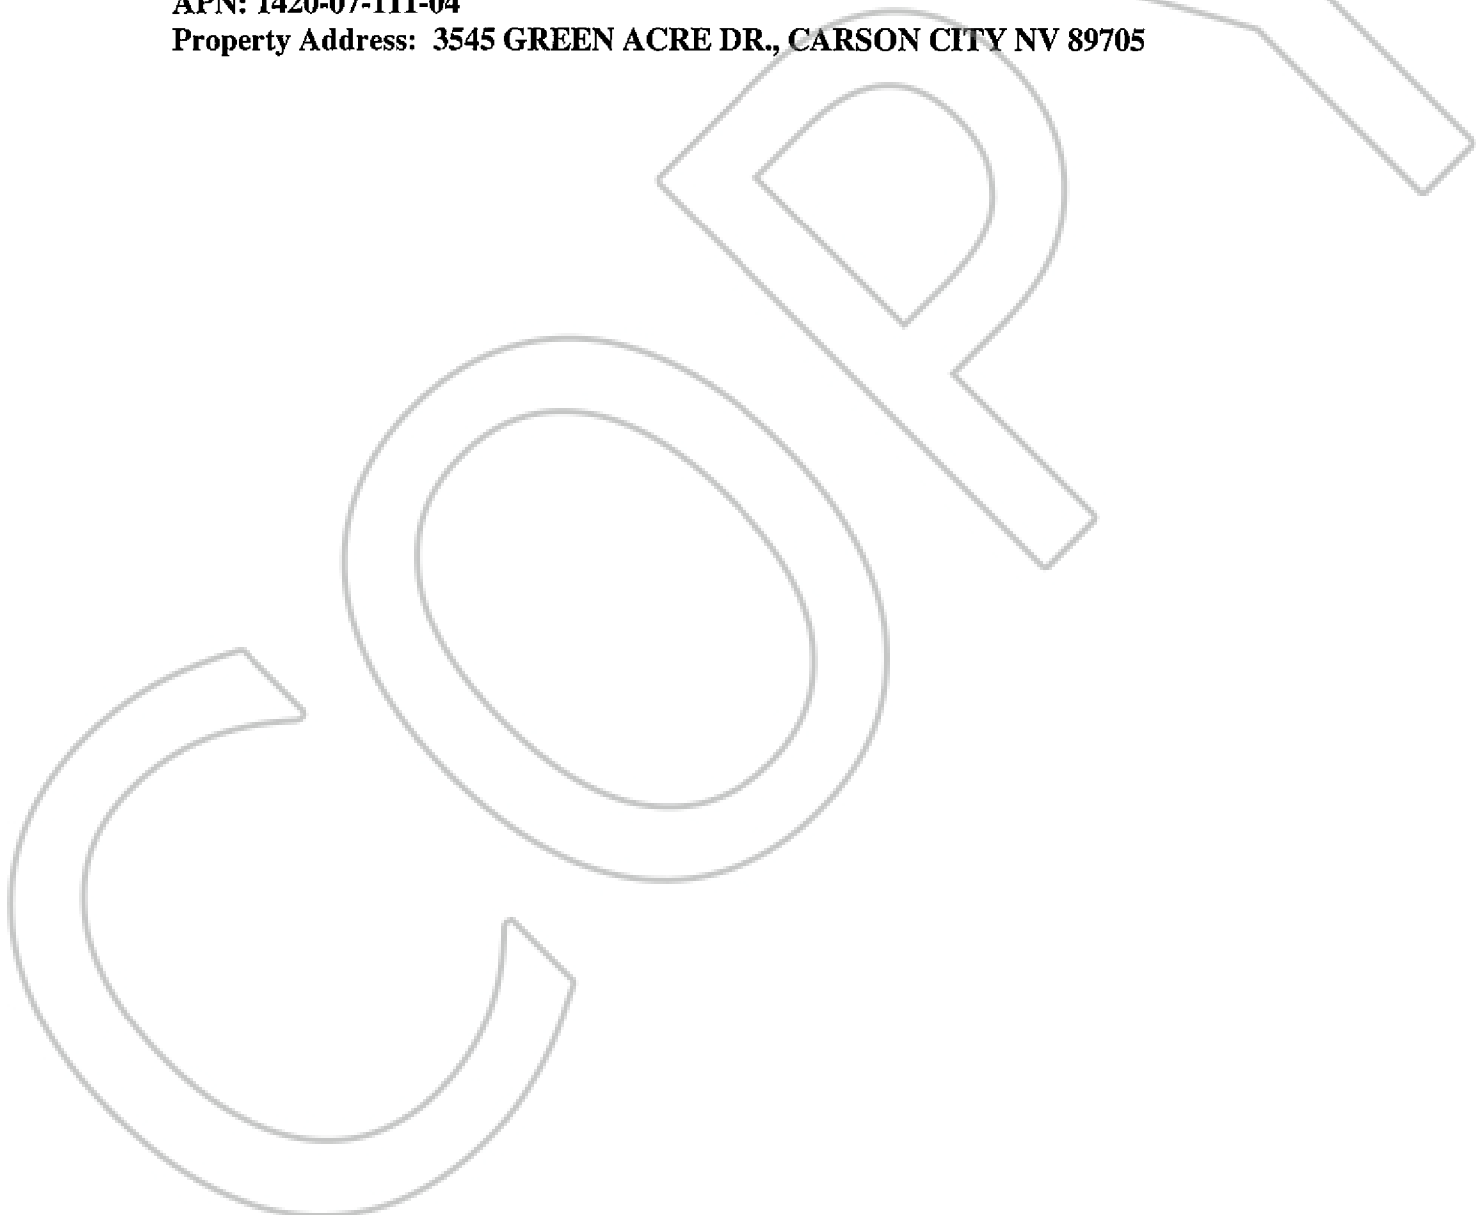 APN: 1420-07-111-04
Property Address: 3545 GREEN ACRE DR., CARSON CITY NV 89705
COPY